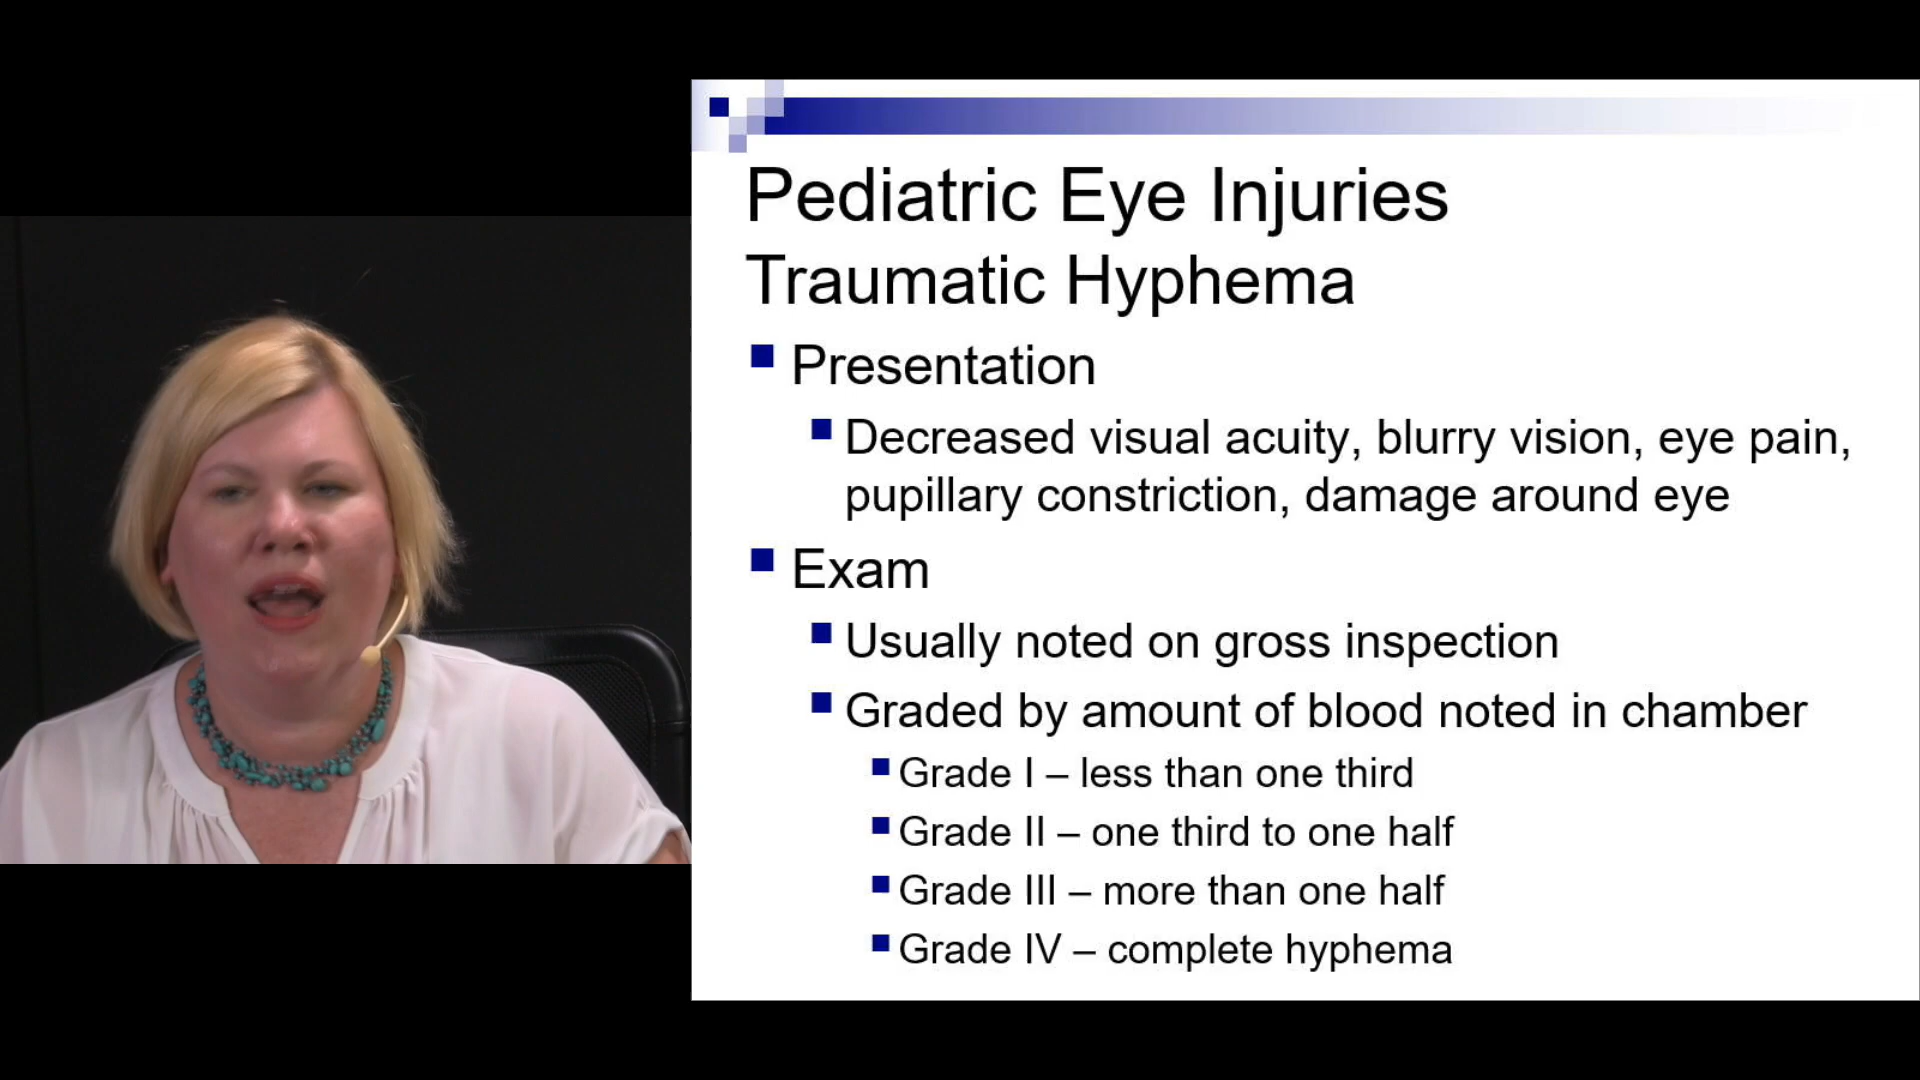 Pediatric Eye Injuries
Traumatic Hyphema
Presentation
Decreased visual acuity, blurry vision, eye pain,
pupillary constriction, damage around eye
Exam
Usually noted on gross inspection
Graded by amount of blood noted in chamber
Grade I – less than one third
Grade II – one third to one half
Grade III – more than one half
Grade IV – complete hyphema